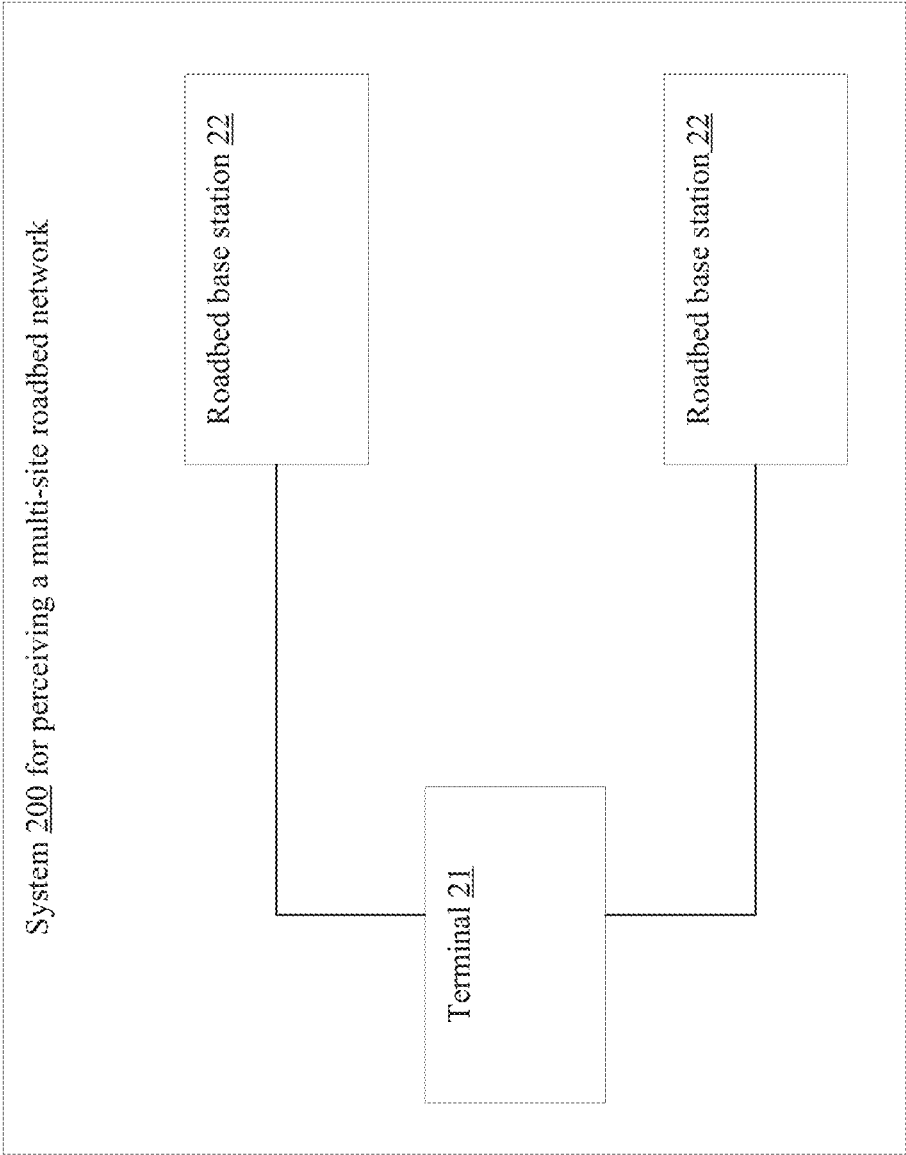 System 200 for perceiving a multi-site roadbed network
Terminal 21
Roadbed base station 22
Roadbed base station 22